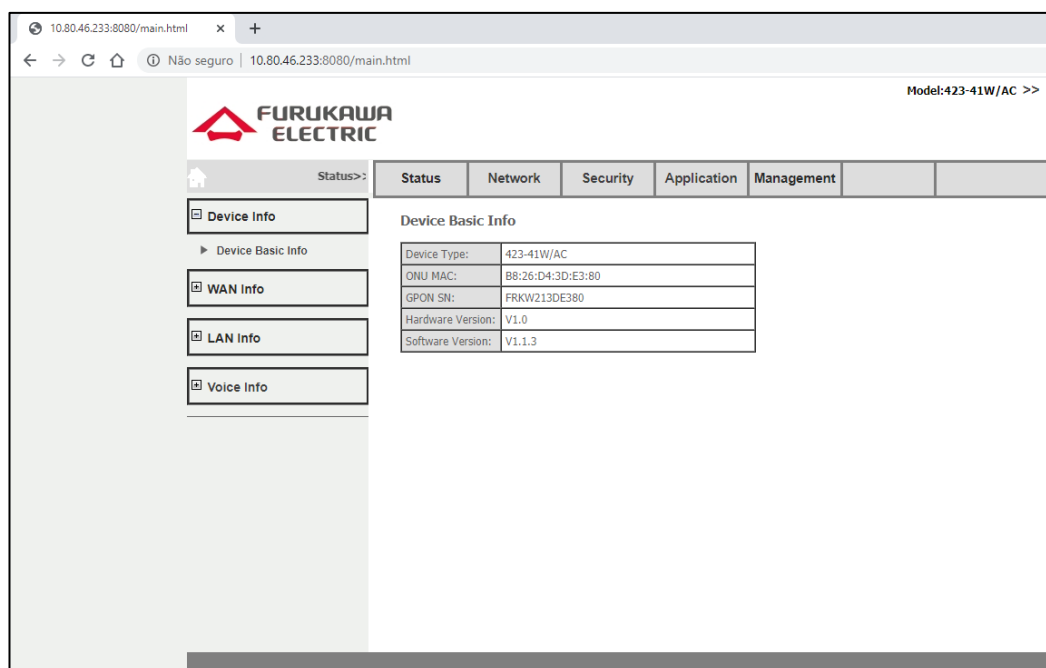 10.80.46.233:8080/main.html
Não seguro | 10.80.46.233:8080/main.html
Model:423-41W/AC >>
FURUKAWA
ELECTRIC
Status>:
Status Network Security Application Management
Device Info
Device Basic Info
WAN Info
LAN Info
Voice Info
Device Basic Info
Device Type: 423-41W/AC
ONU MAC: B8:26:D4:3D:E3:80
GPON SN: FRKW213DE380
Hardware Version: V1.0
Software Version: V1.1.3